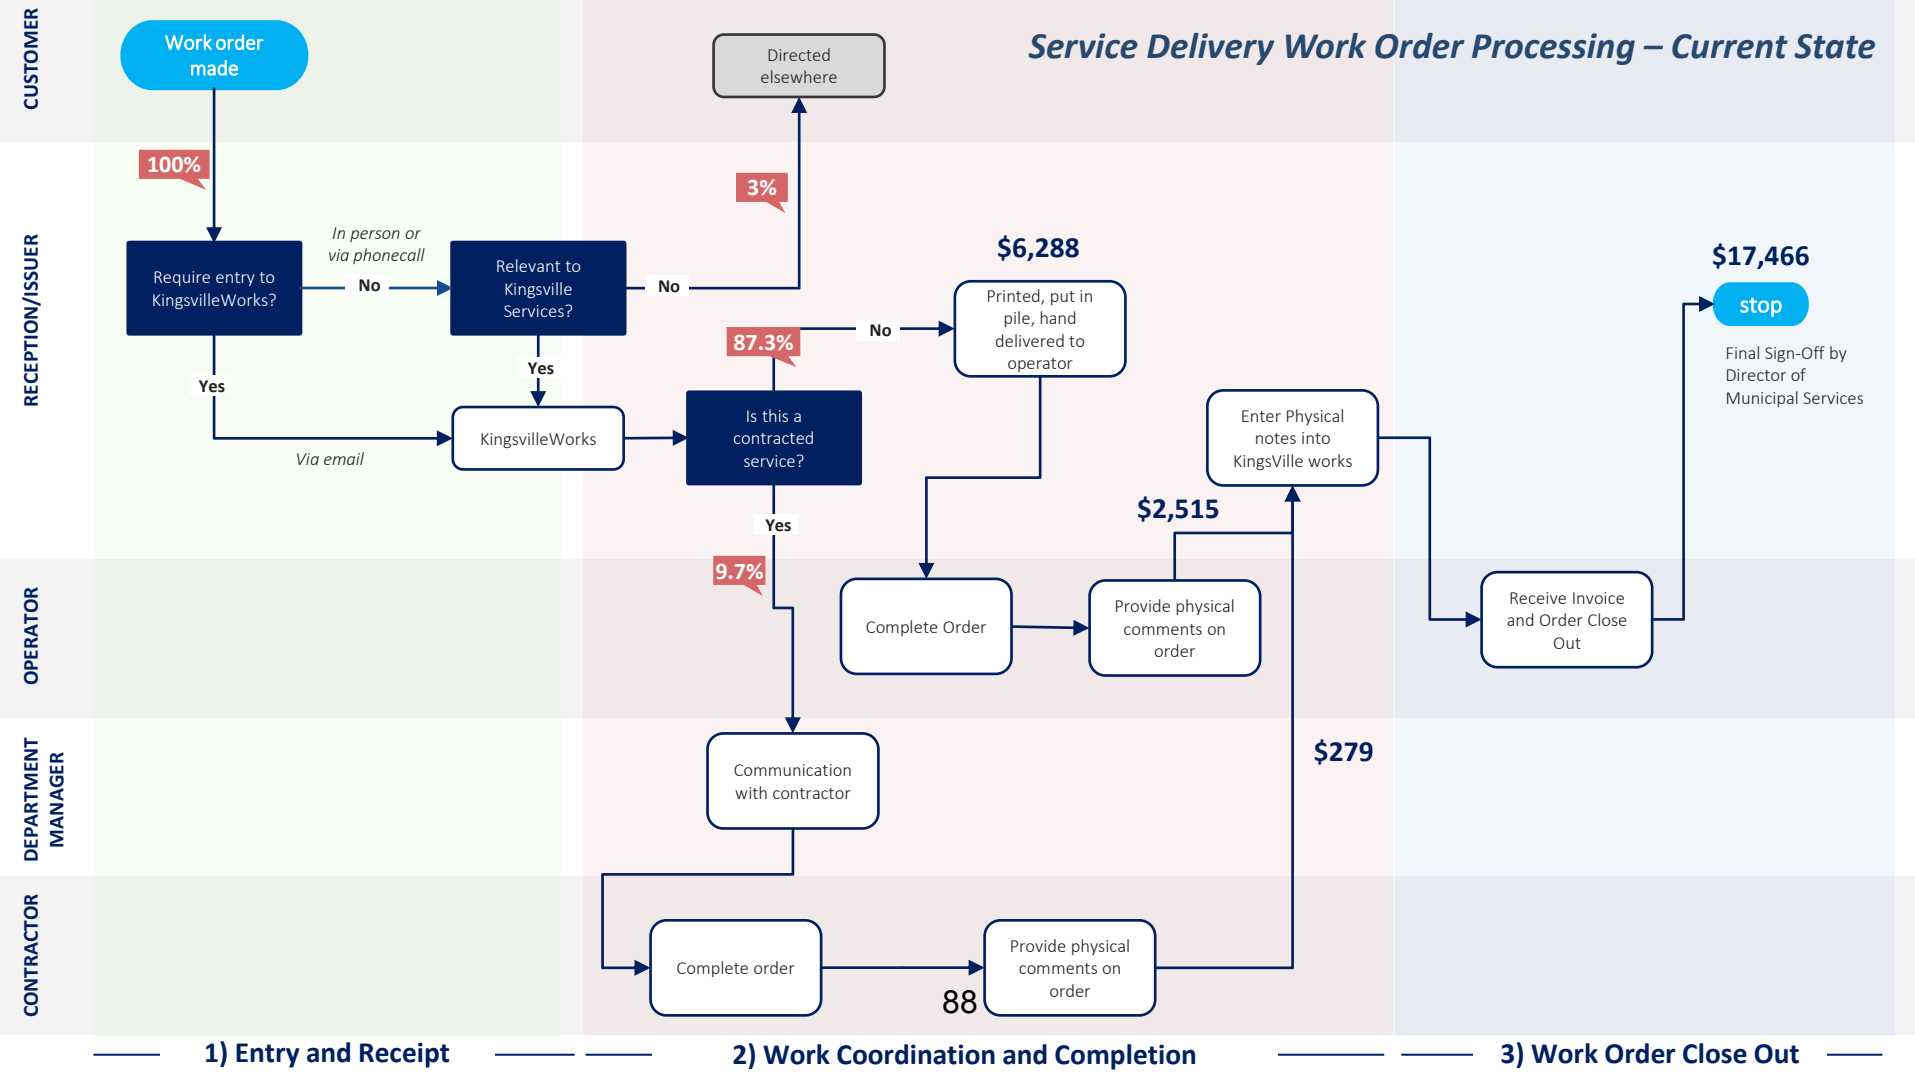 Service Delivery Work Order Processing – Current State
CUSTOMER
Work order
made
Directed
elsewhere
100%
3%
RECEPTION/ISSUER
In person or
via phonecall
Require entry to
KingsvilleWorks?
No
Relevant to
Kingsville
Services?
No
$6,288
Printed, put in
pile, hand
delivered to
operator
$17,466
stop
Final Sign-Off by
Director of
Municipal Services
87.3%
No
Yes
Yes
KingsvilleWorks
Via email
Is this a
contracted
service?
Enter Physical
notes into
KingsVille works
Yes
$2,515
9.7%
OPERATOR
Complete Order
Provide physical
comments on
order
Receive Invoice
and Order Close
Out
DEPARTMENT
MANAGER
Communication
with contractor
$279
CONTRACTOR
Complete order
Provide physical
comments on
order
88
1) Entry and Receipt
2) Work Coordination and Completion
3) Work Order Close Out